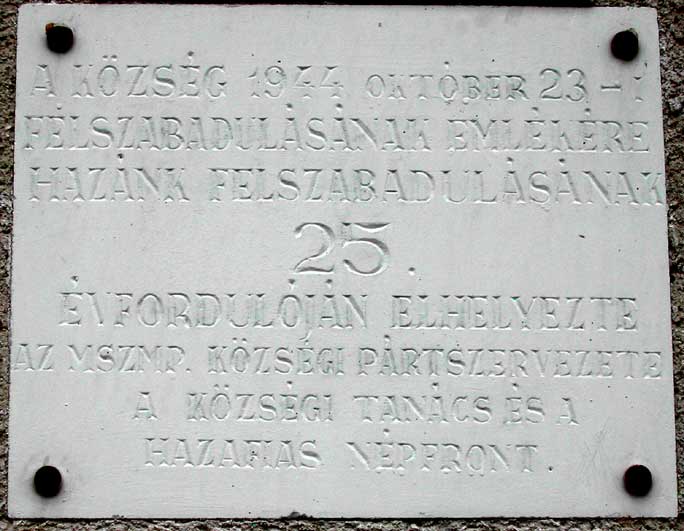 A KÖZSÉG 1944 OKTÓBER 23-I
FELSZABADULÁSÁNAK EMLÉKÉRE
HAZÁNK FELSZABADULÁSÁNAK
25.
ÉVFORDULÓJÁN ELHELYEZTE
AZ MSZMP. KÖZSÉGI PÁRTSZERVEZETE
A KÖZSÉGI TANÁCS ÉS A
HAZAFIAS NÉPFRONT.